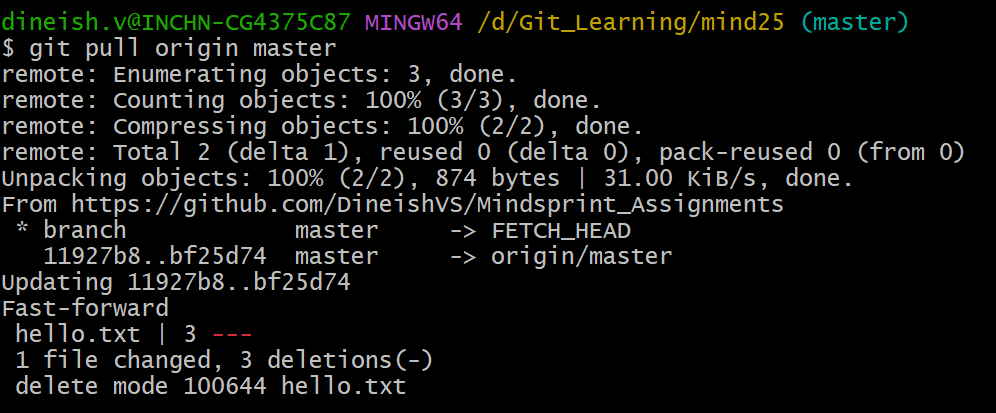 dineish.v@INCHN-CG4375C87 MINGW64 /d/Git_Learning/mind25 (master)
$ git pull origin master
remote: Enumerating objects: 3, done.
remote: Counting objects: 100% (3/3), done.
remote: Compressing objects: 100% (2/2), done.
remote: Total 2 (delta 1), reused 0 (delta 0), pack-reused 0 (from 0)
Unpacking objects: 100% (2/2), 874 bytes | 31.00 KiB/s, done.
From https://github.com/DineishVS/Mindsprint_Assignments
 * branch            master     -> FETCH_HEAD
   11927b8..bf25d74  master     -> origin/master
Updating 11927b8..bf25d74
Fast-forward
 hello.txt | 3 ---
 1 file changed, 3 deletions(-)
 delete mode 100644 hello.txt